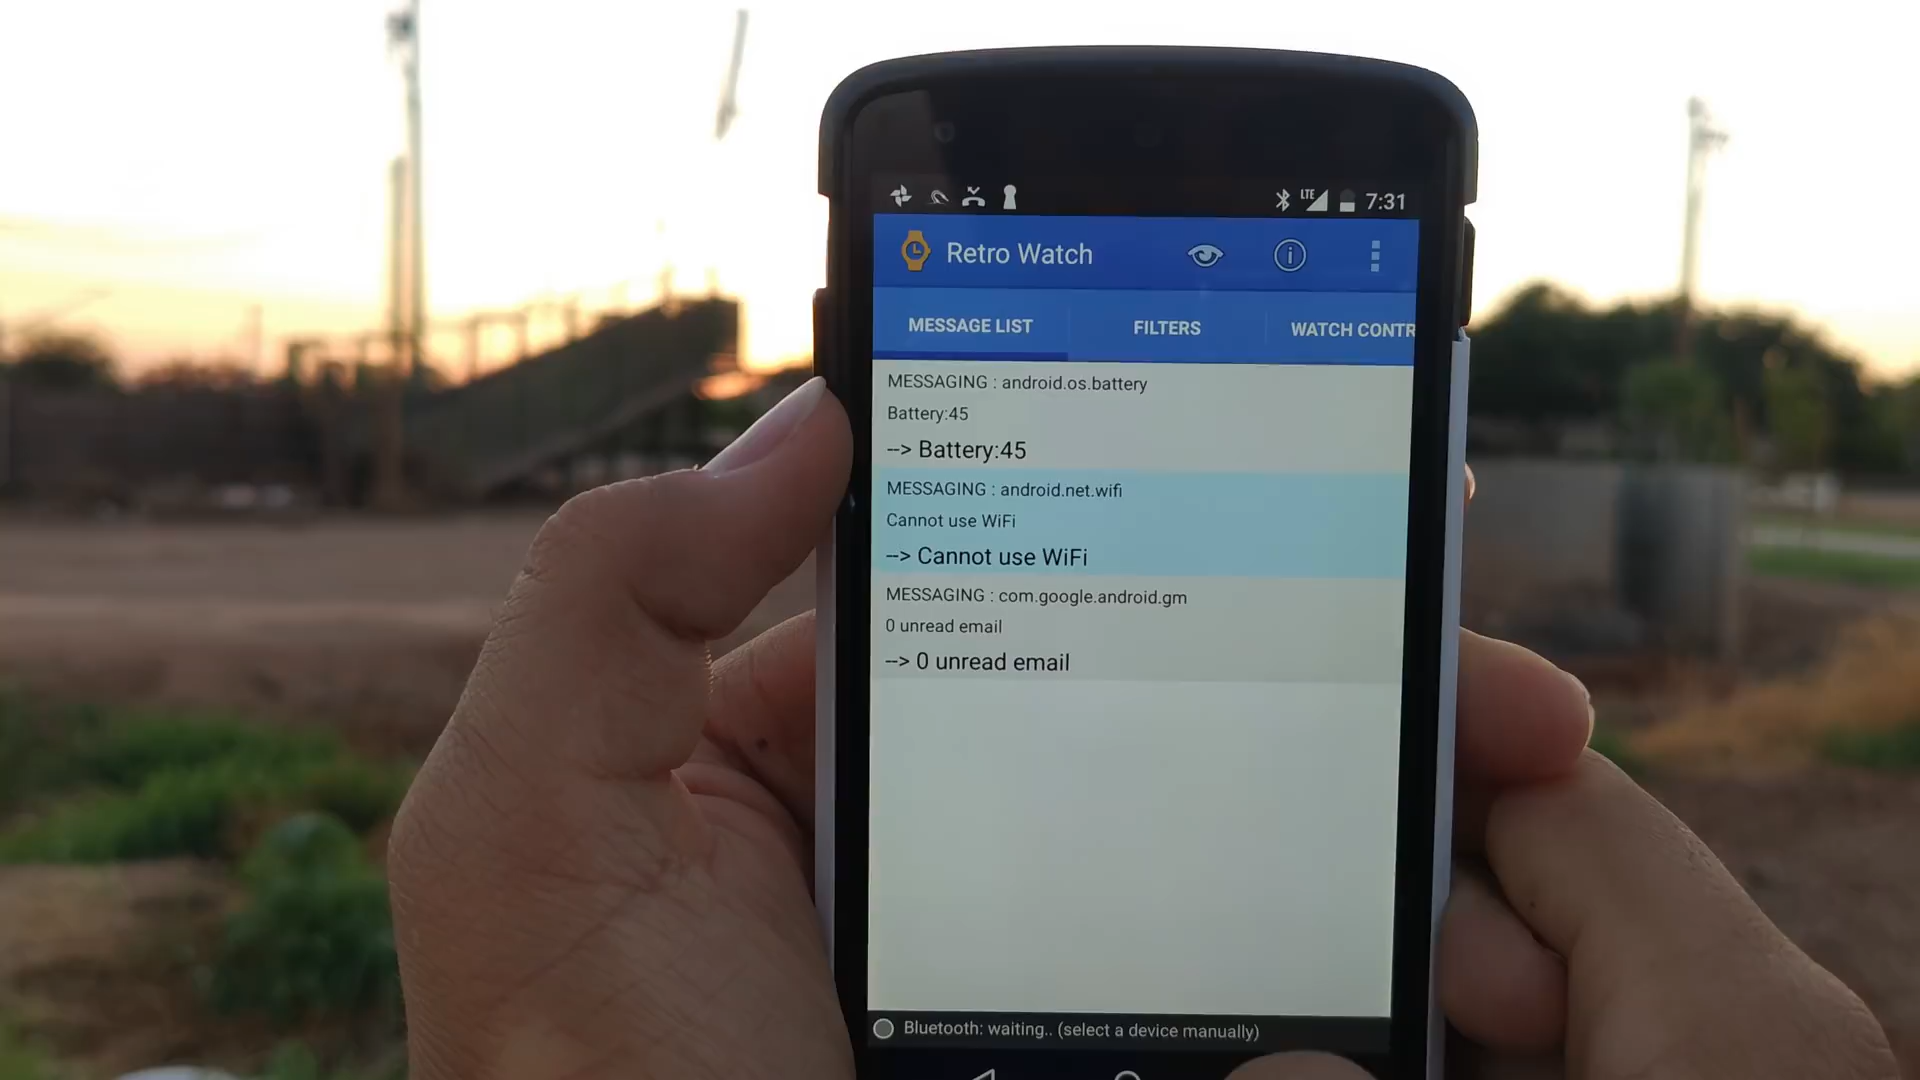 LTE 7:31
Retro Watch
MESSAGE LIST FILTERS WATCH CONTR
MESSAGING : android.os.battery
Battery:45
--> Battery:45
MESSAGING : android.net.wifi
Cannot use WiFi
--> Cannot use WiFi
MESSAGING : com.google.android.gm
0 unread email
--> 0 unread email
Bluetooth: waiting.. (select a device manually)